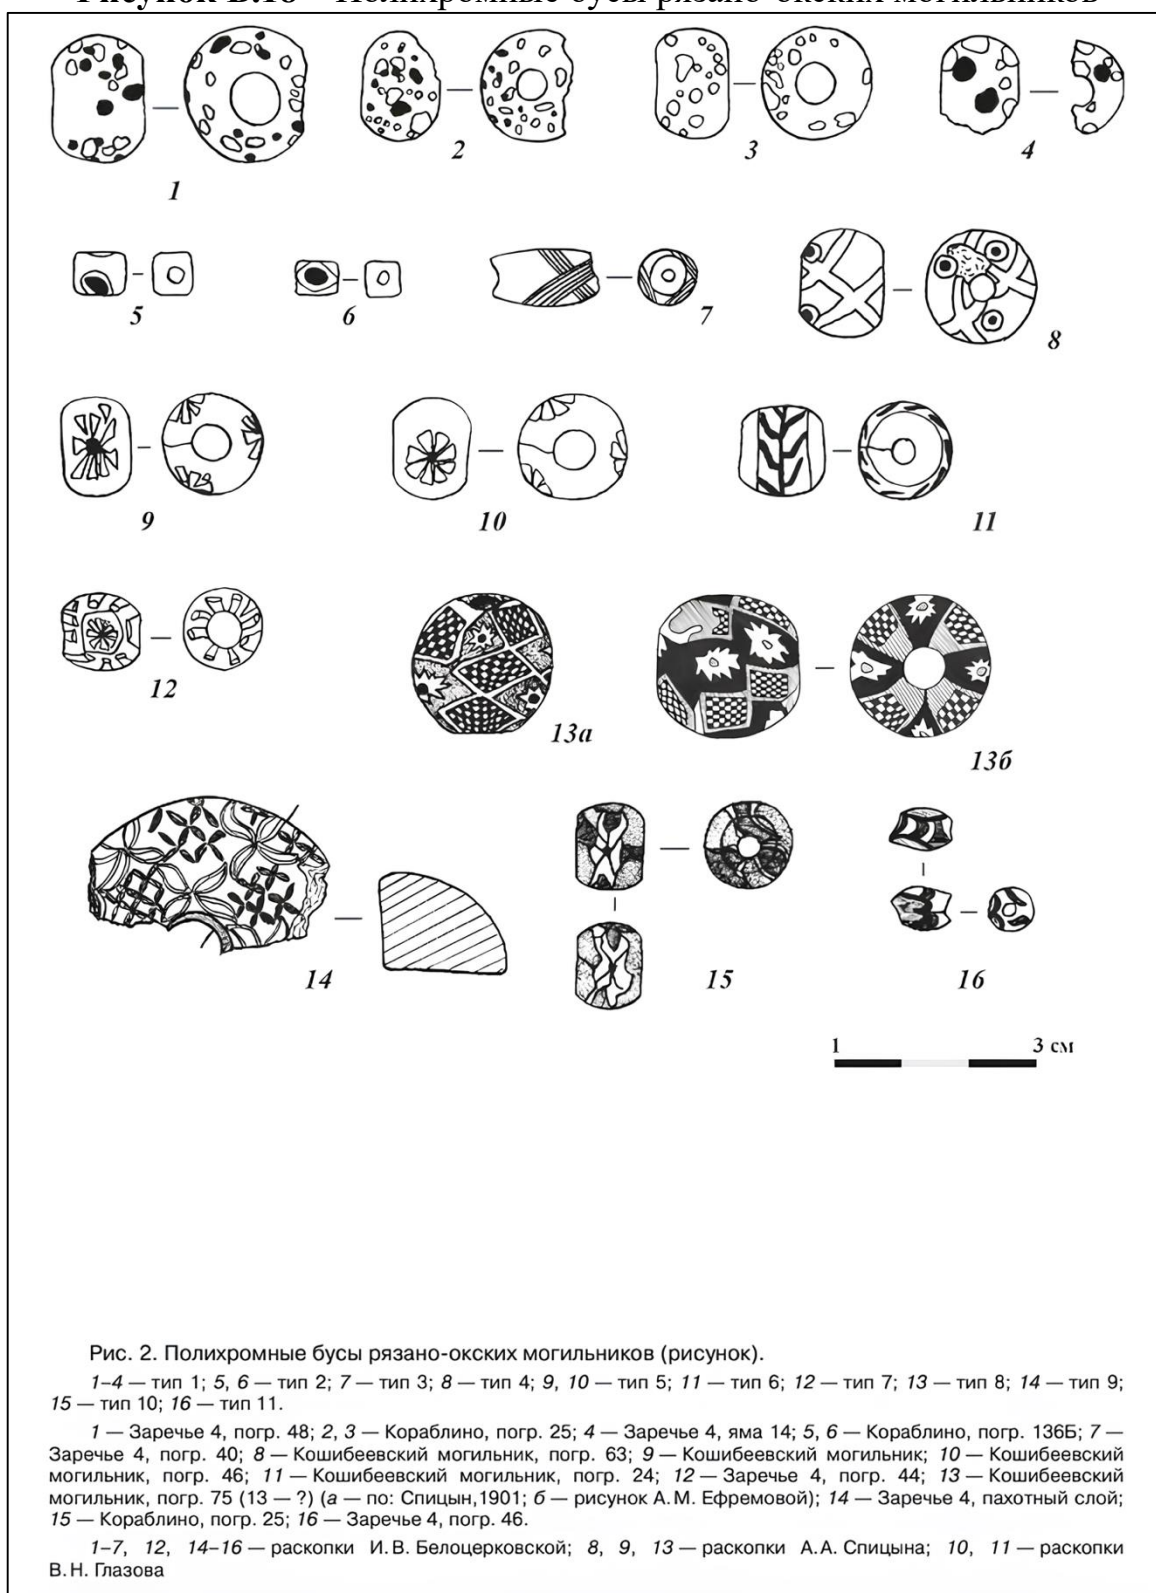 Рисунок В.18 – Полихромные бусы рязано-окских могильников
1
2
3
4
5
6
7
8
9
10
11
12
13а
13б
14
15
16
1 3 см
Рис. 2. Полихромные бусы рязано-окских могильников (рисунок).
1–4 — тип 1; 5, 6 — тип 2; 7 — тип 3; 8 — тип 4; 9, 10 — тип 5; 11 — тип 6; 12 — тип 7; 13 — тип 8; 14 — тип 9;
15 — тип 10; 16 — тип 11.
1 — Заречье 4, погр. 48; 2, 3 — Кораблино, погр. 25; 4 — Заречье 4, яма 14; 5, 6 — Кораблино, погр. 136Б; 7 —
Заречье 4, погр. 40; 8 — Кошибеевский могильник, погр. 63; 9 — Кошибеевский могильник; 10 — Кошибеевский
могильник, погр. 46; 11 — Кошибеевский могильник, погр. 24; 12 — Заречье 4, погр. 44; 13 — Кошибеевский
могильник, погр. 75 (13 — ?) (а — по: Спицын,1901; б — рисунок А.М. Ефремовой); 14 — Заречье 4, пахотный слой;
15 — Кораблино, погр. 25; 16 — Заречье 4, погр. 46.
1–7, 12, 14–16 — раскопки И.В. Белоцерковской; 8, 9, 13 — раскопки А.А. Спицына; 10, 11 — раскопки
В.Н. Глазова